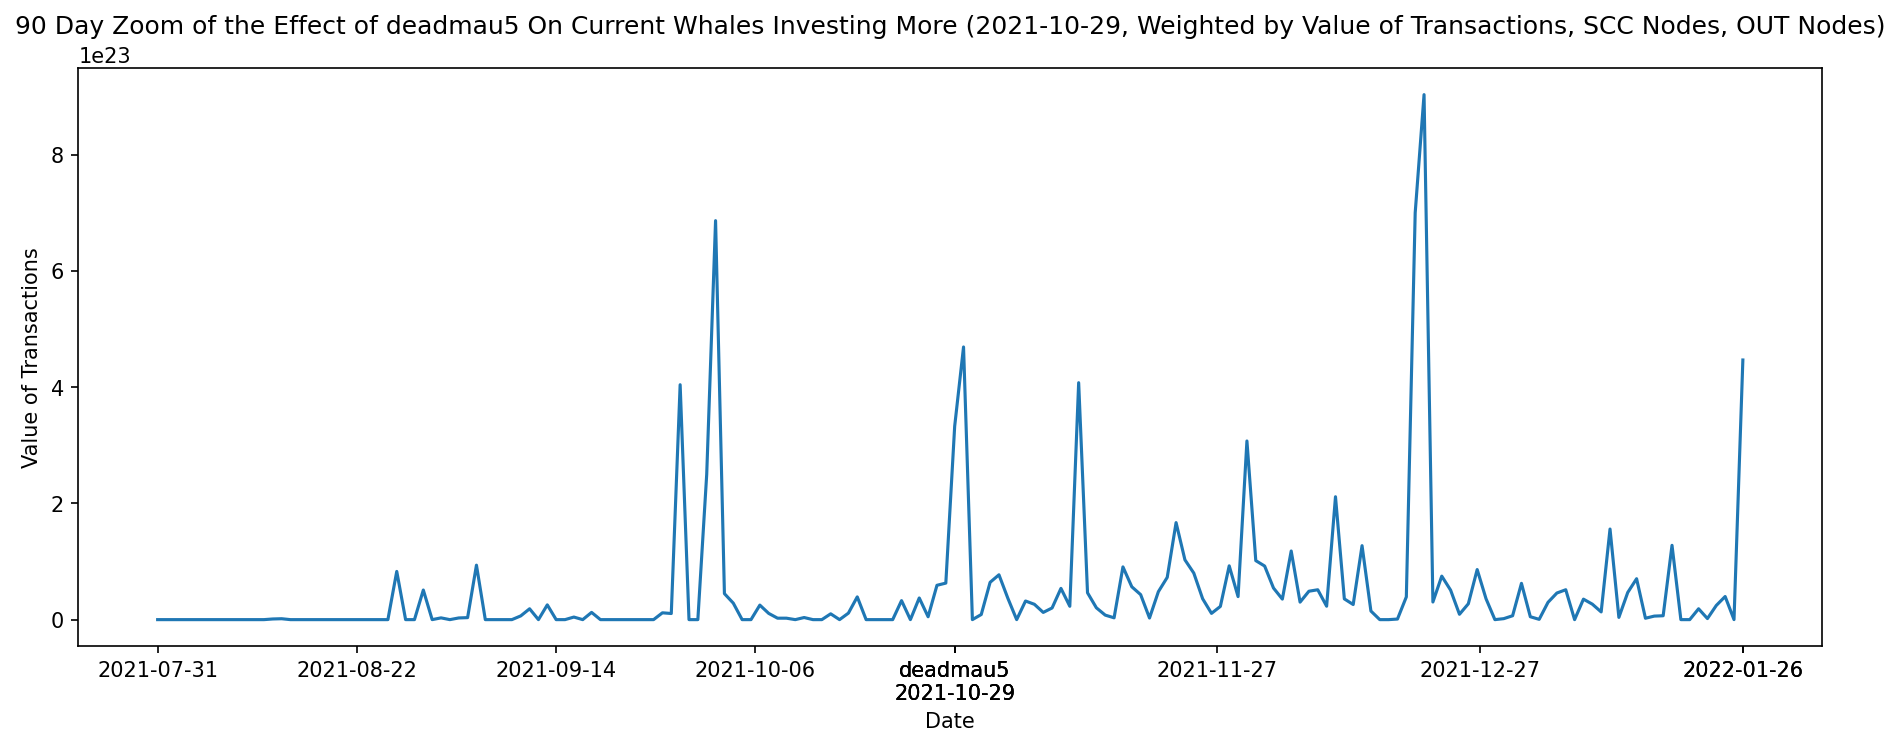 90 Day Zoom of the Effect of deadmau5 On Current Whales Investing More (2021-10-29, Weighted by Value of Transactions, SCC Nodes, OUT Nodes)
1e23
8
6
4
2
0
Value of Transactions
2021-07-31 2021-08-22 2021-09-14 2021-10-06 deadmau5 2021-11-27 2021-12-27 2022-01-26
2021-10-29
Date